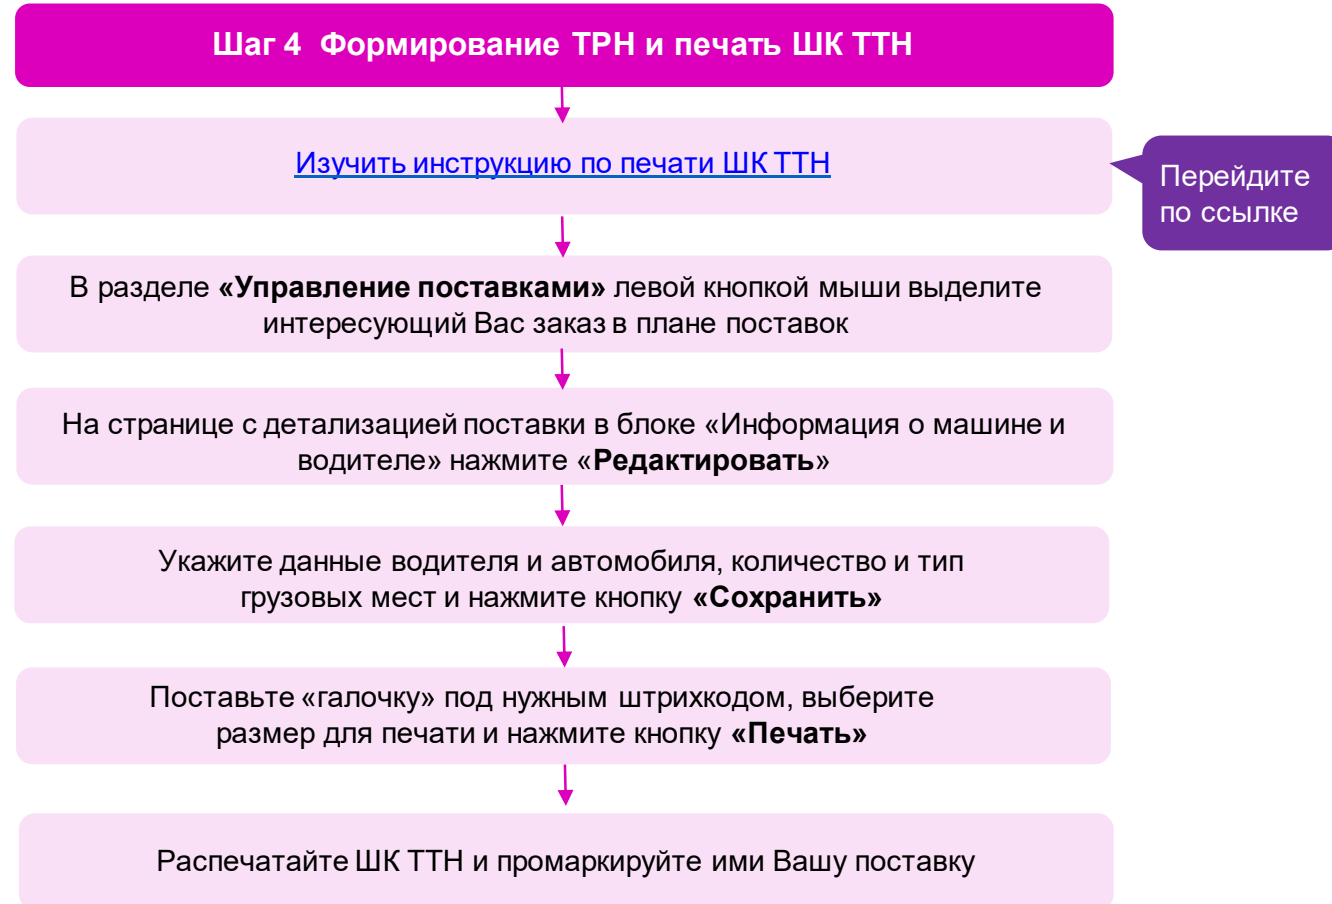 Шаг 4 Формирование ТРН и печать ШК ТТН
Изучить инструкцию по печати ШК ТТН
Перейдите
по ссылке
В разделе «Управление поставками» левой кнопкой мыши выделите
интересующий Вас заказ в плане поставок
На странице с детализацией поставки в блоке «Информация о машине и
водителе» нажмите «Редактировать»
Укажите данные водителя и автомобиля, количество и тип
грузовых мест и нажмите кнопку «Сохранить»
Поставьте «галочку» под нужным штрихкодом, выберите
размер для печати и нажмите кнопку «Печать»
Распечатайте ШК ТТН и промаркируйте ими Вашу поставку